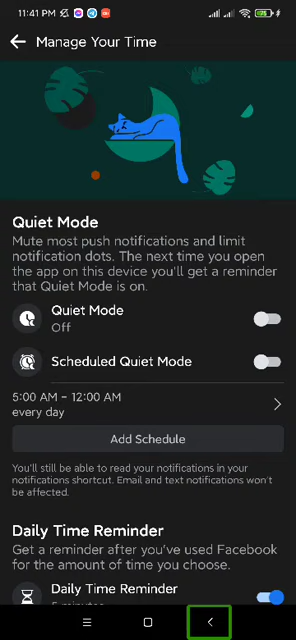 11:41 PM
Manage Your Time
Quiet Mode
Mute most push notifications and limit
notification dots. The next time you open
the app on this device you'll get a reminder
that Quiet Mode is on.
Quiet Mode
Off
Scheduled Quiet Mode
5:00 AM – 12:00 AM
every day
Add Schedule
You'll still be able to read your notifications in your
notifications shortcut. Email and text notifications won't
be affected.
Daily Time Reminder
Get a reminder after you've used Facebook
for the amount of time you choose.
Daily Time Reminder
5 minutes